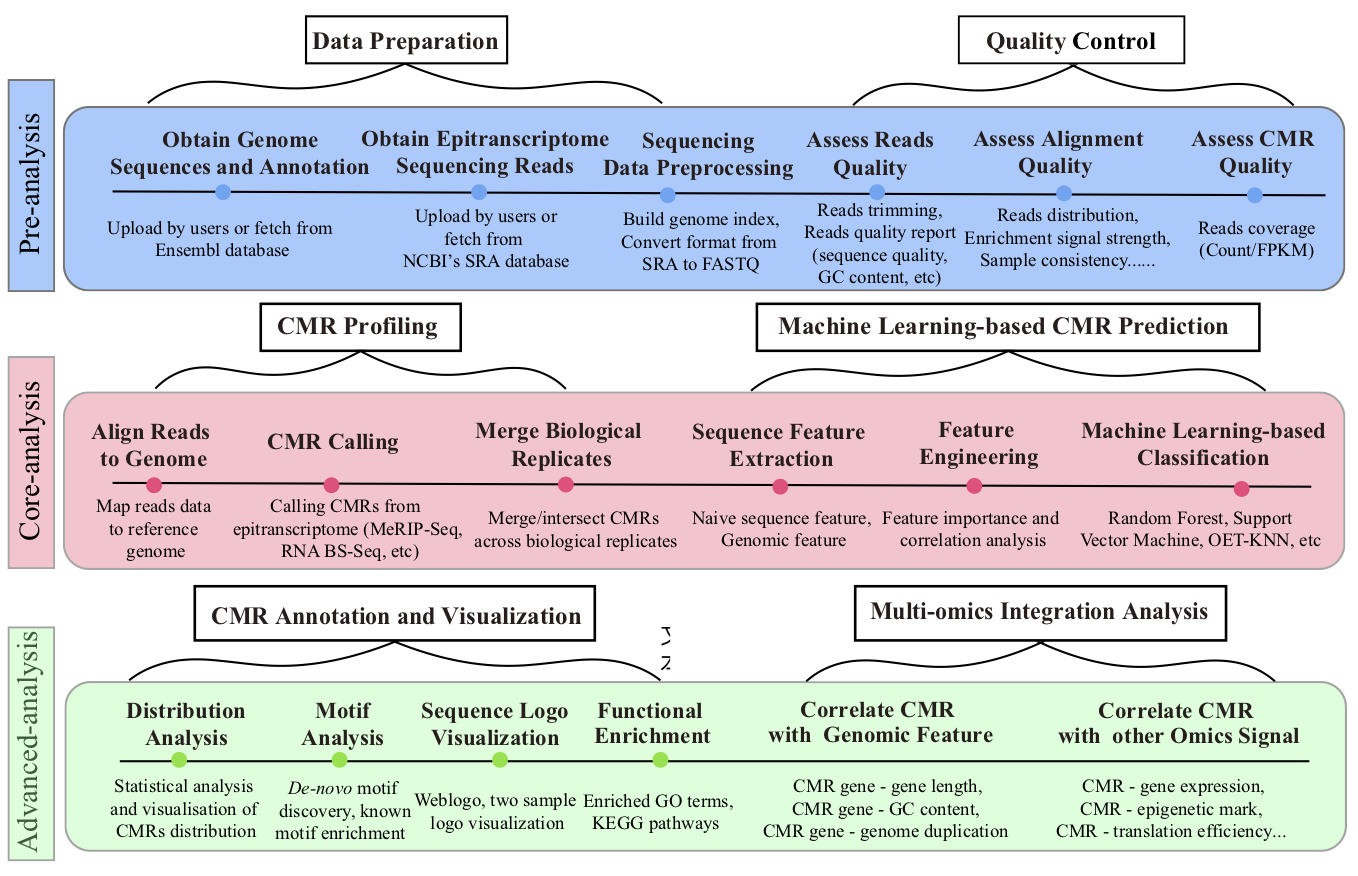 Data Preparation
Quality Control
Pre-analysis
Obtain Genome
Sequences and Annotation
Upload by users or fetch from
Ensembl database
Obtain Epitranscriptome
Sequencing Reads
Upload by users or
fetch from
NCBI's SRA database
Sequencing
Data Preprocessing
Build genome index,
Convert format from
SRA to FASTQ
Assess Reads
Quality
Reads trimming,
Reads quality report
(sequence quality,
GC content, etc)
Assess Alignment
Quality
Reads distribution,
Enrichment signal strength,
Sample consistency......
Assess CMR
Quality
Reads coverage
(Count/FPKM)
CMR Profiling
Machine Learning-based CMR Prediction
Core-analysis
Align Reads
to Genome
Map reads data
to reference
genome
CMR Calling
Calling CMRs from
epitranscriptome (MeRIP-Seq,
RNA BS-Seq, etc)
Merge Biological
Replicates
Merge/intersect CMRs
across biological replicates
Sequence Feature
Extraction
Naive sequence feature,
Genomic feature
Feature
Engineering
Feature importance and
correlation analysis
Machine Learning-based
Classification
Random Forest, Support
Vector Machine, OET-KNN, etc
CMR Annotation and Visualization
Multi-omics Integration Analysis
Advanced-analysis
Distribution
Analysis
Statistical analysis
and visualisation of
CMRs distribution
Motif
Analysis
De-novo motif
discovery, known
motif enrichment
Sequence Logo
Visualization
Weblogo, two sample
logo visualization
Functional
Enrichment
Enriched GO terms,
KEGG pathways
Correlate CMR
with Genomic Feature
CMR gene - gene length,
CMR gene - GC content,
CMR gene - genome duplication
Correlate CMR
with other Omics Signal
CMR - gene expression,
CMR - epigenetic mark,
CMR - translation efficiency...